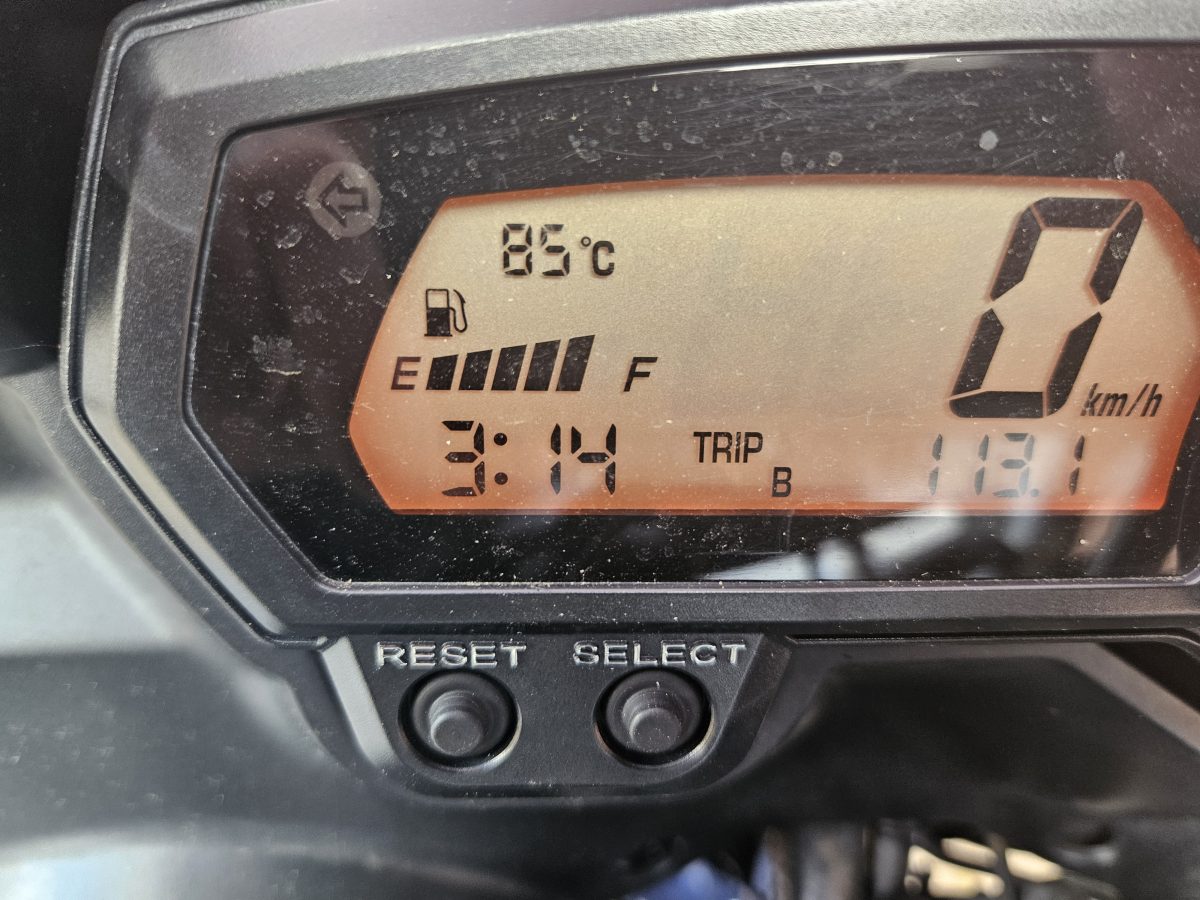 85 °C
0 km/h
E F
3:14 TRIP B 113.1
RESET SELECT